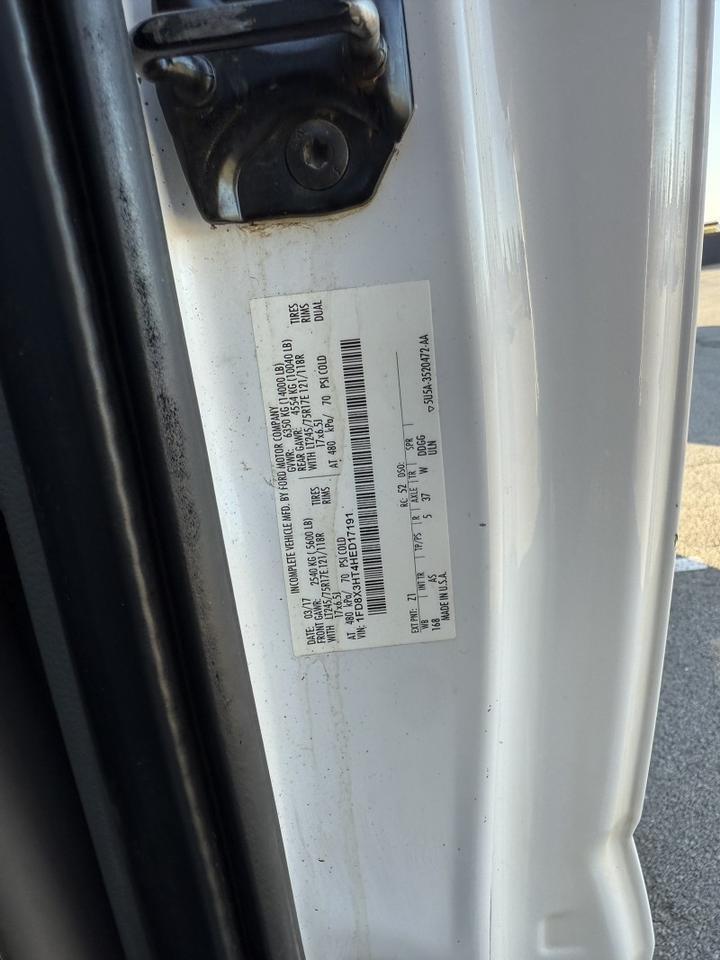 INCOMPLETE VEHICLE MFD. BY FORD MOTOR COMPANY
DATE: 03/17 GVWR: 6350 KG (14000 LB)
FRONT GAWR: 2540 KG ( 5600 LB) REAR GAWR: 4554 KG (10040 LB)
WITH LT245/75R17E 121/118R TIRES WITH LT245/75R17E 121/118R TIRES
17x6.5J RIMS 17x6.5J RIMS
AT 480 kPa/ 70 PSI COLD AT 480 kPa/ 70 PSI COLD DUAL
VIN: 1FD8X3HT4HED17191
EXT PNT: Z1 RC: 52 DSO:
WB INT TR TP/PS R AXLE TR SPR
168 AS 5 37 W DDGG
MADE IN U.S.A. ULN
▽5U5A-3520472-AA